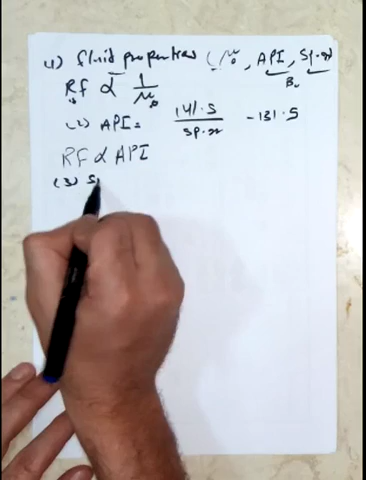 (1) fluid properties (μo, API, sp.gr
Bo
Rf ∝ 1/μo
(2) API = 141.5/sp.gr - 131.5
RF ∝ API
(3) S